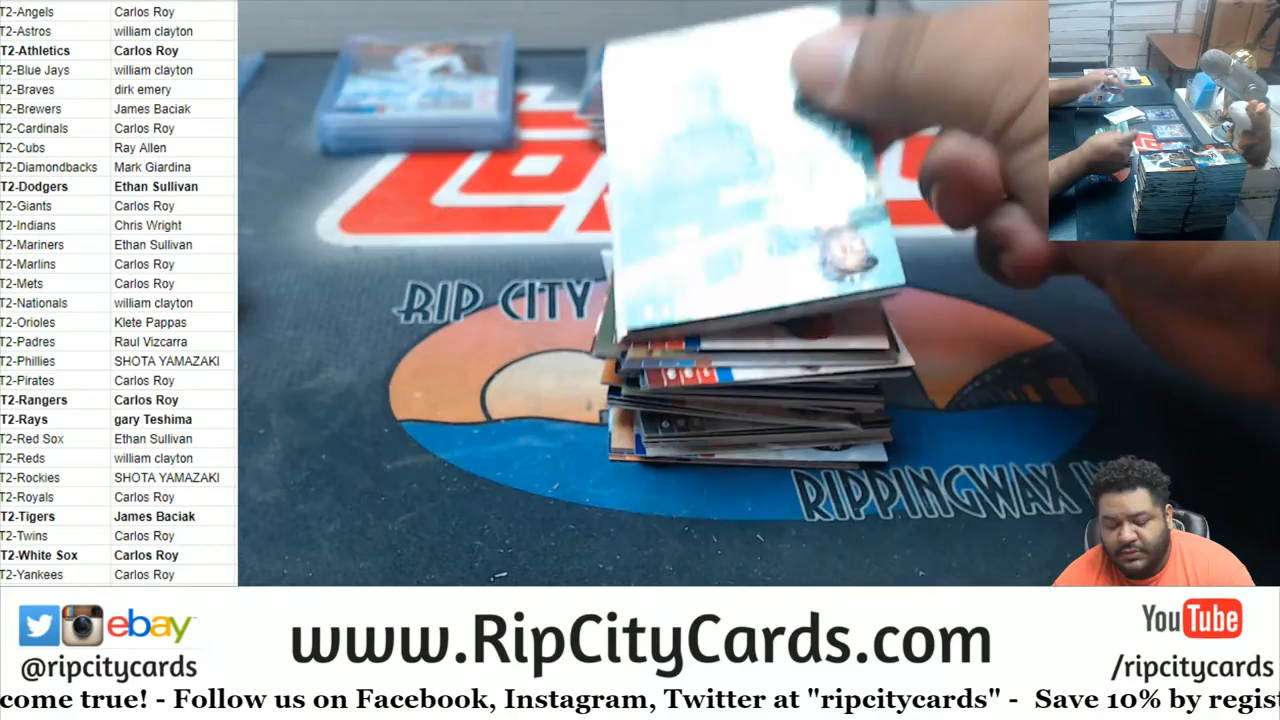 T2-Angels Carlos Roy
T2-Astros william clayton
T2-Athletics Carlos Roy
T2-Blue Jays william clayton
T2-Braves dirk emery
T2-Brewers James Baciak
T2-Cardinals Carlos Roy
T2-Cubs Ray Allen
T2-Diamondbacks Mark Giardina
T2-Dodgers Ethan Sullivan
T2-Giants Carlos Roy
T2-Indians Chris Wright
T2-Mariners Ethan Sullivan
T2-Marlins Carlos Roy
T2-Mets Carlos Roy
T2-Nationals william clayton
T2-Orioles Klete Pappas
T2-Padres Raul Vizcarra
T2-Phillies SHOTA YAMAZAKI
T2-Pirates Carlos Roy
T2-Rangers Carlos Roy
T2-Rays gary Teshima
T2-Red Sox Ethan Sullivan
T2-Reds william clayton
T2-Rockies SHOTA YAMAZAKI
T2-Royals Carlos Roy
T2-Tigers James Baciak
T2-Twins Carlos Roy
T2-White Sox Carlos Roy
T2-Yankees Carlos Roy
RIP CITY
RIPPINGWAX
ebay
@ripcitycards
www.RipCityCards.com
YouTube
/ripcitycards
come true! - Follow us on Facebook, Instagram, Twitter at "ripcitycards" - Save 10% by regis